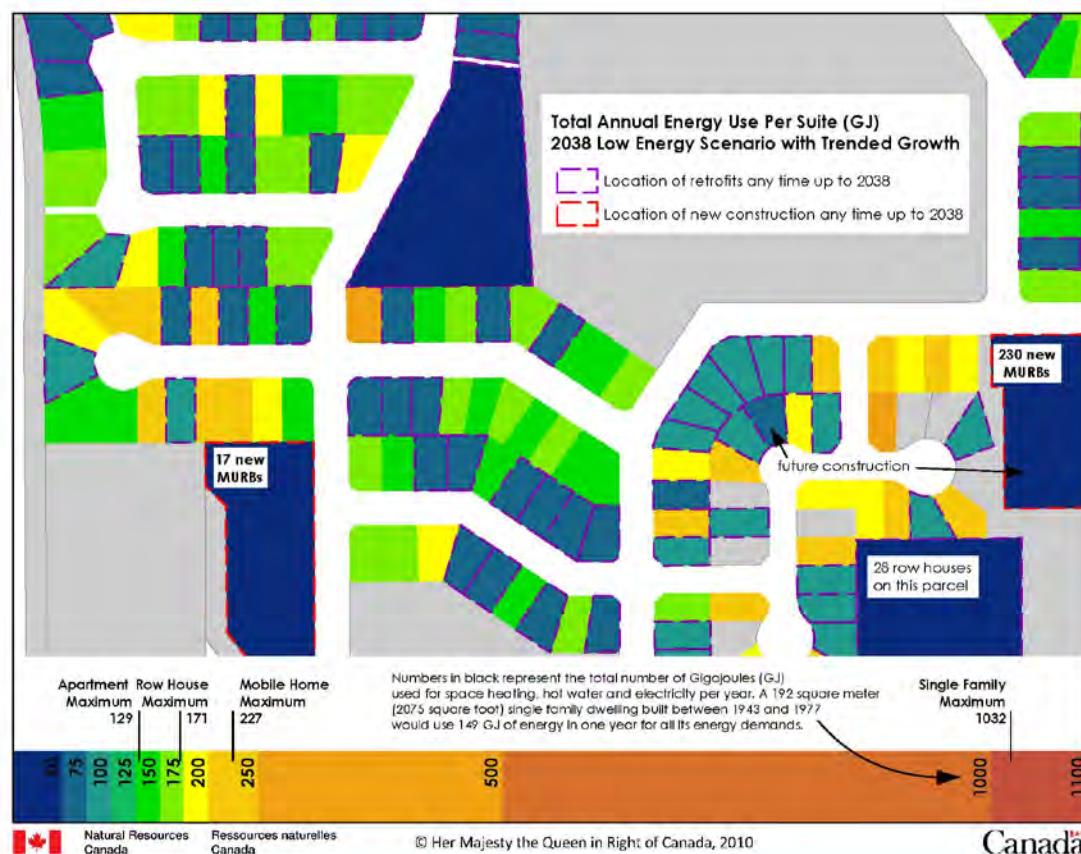 Total Annual Energy Use Per Suite (GJ)
2038 Low Energy Scenario with Trended Growth
Location of retrofits any time up to 2038
Location of new construction any time up to 2038
230 new
MURBs
17 new
MURBs
future construction
28 row houses
on this parcel
Numbers in black represent the total number of Gigajoules (GJ)
used for space heating, hot water and electricity per year. A 192 square meter
(2075 square foot) single family dwelling built between 1943 and 1977
would use 149 GJ of energy in one year for all its energy demands.
Apartment
Maximum
129
Row House
Maximum
171
Mobile Home
Maximum
227
Single Family
Maximum
1032
75
100
125
150
175
200
250
500
1000
1100
Natural Resources
Canada
Ressources naturelles
Canada
© Her Majesty the Queen in Right of Canada, 2010
Canada